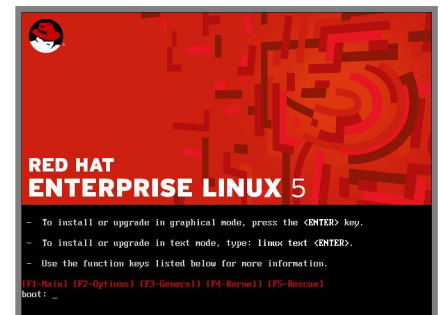 RED HAT
ENTERPRISE LINUX 5
- To install or upgrade in graphical mode, press the <ENTER> key.
- To install or upgrade in text mode, type: linux text <ENTER>.
- Use the function keys listed below for more information.
[F1-Main] [F2-Options] [F3-General] [F4-Kernel] [F5-Rescue]
boot: _